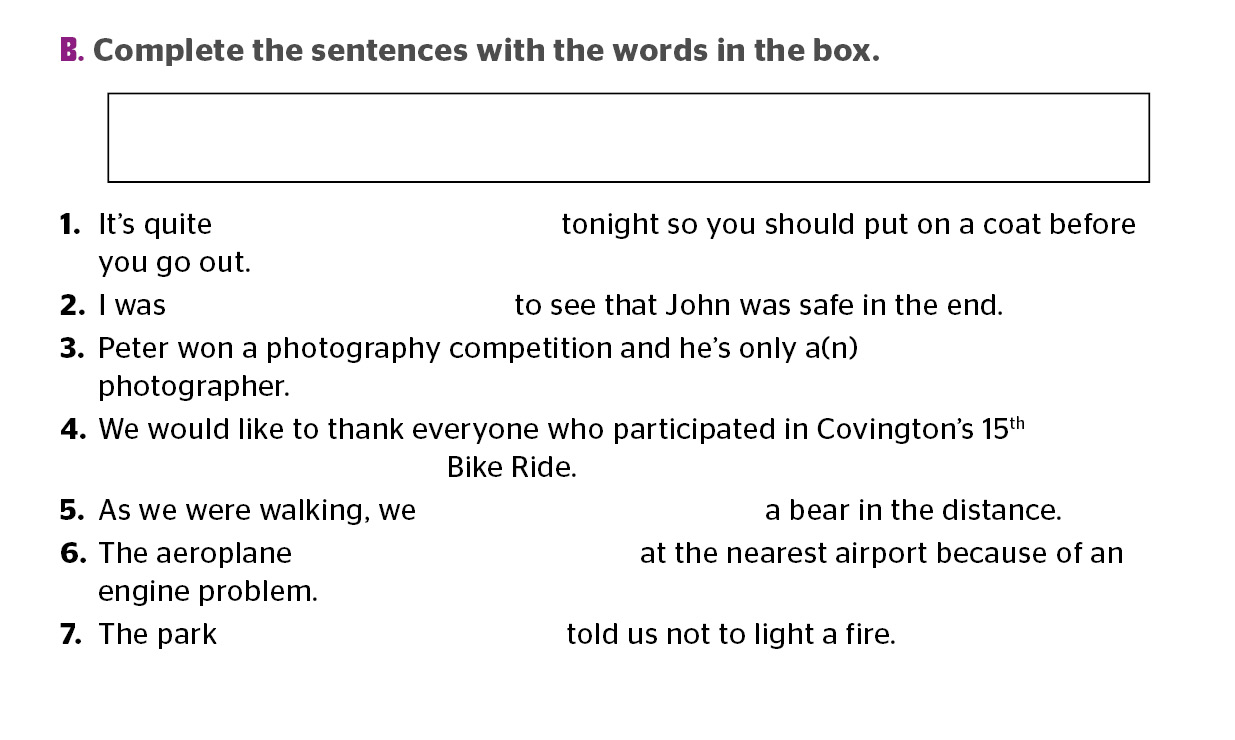 B. Complete the sentences with the words in the box.
1. It’s quite tonight so you should put on a coat before
you go out.
2. I was to see that John was safe in the end.
3. Peter won a photography competition and he’s only a(n)
photographer.
4. We would like to thank everyone who participated in Covington’s 15th
Bike Ride.
5. As we were walking, we a bear in the distance.
6. The aeroplane at the nearest airport because of an
engine problem.
7. The park told us not to light a fire.